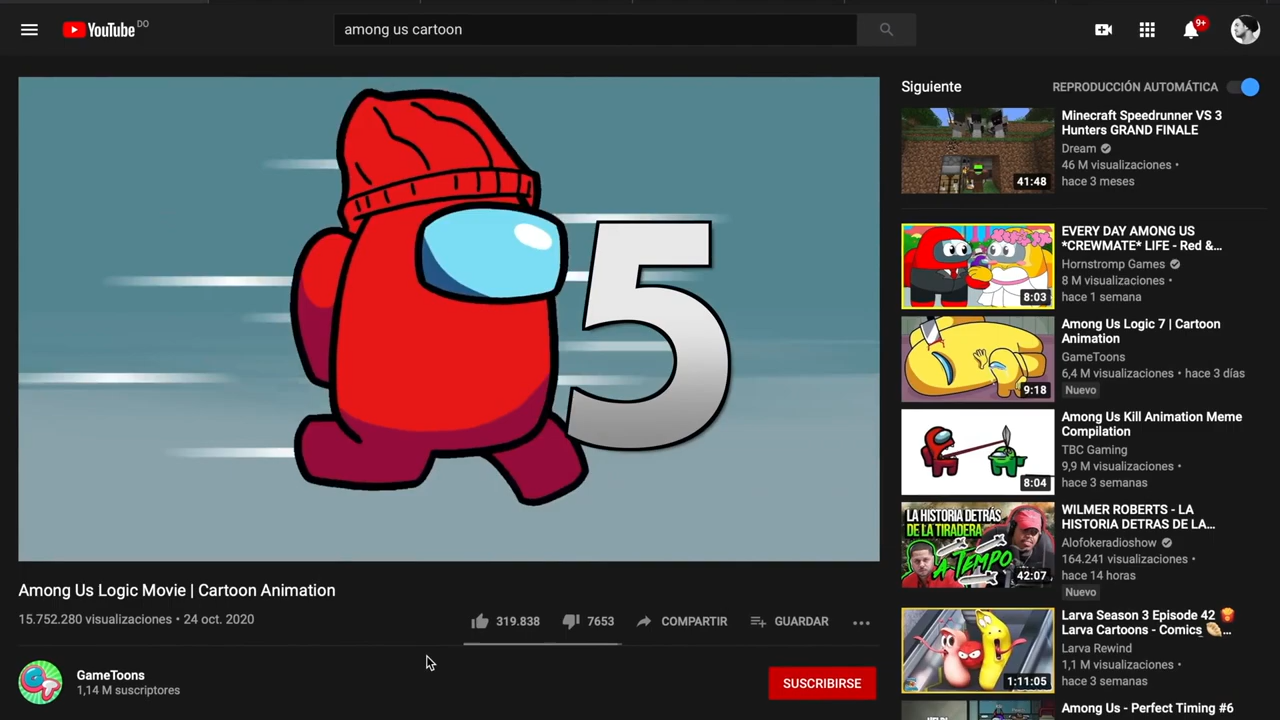 YouTube DO
among us cartoon
9+
5
Siguiente
REPRODUCCIÓN AUTOMÁTICA
Minecraft Speedrunner VS 3
Hunters GRAND FINALE
Dream
46 M visualizaciones •
hace 3 meses
41:48
EVERY DAY AMONG US
*CREWMATE* LIFE - Red &...
Hornstromp Games
8 M visualizaciones •
hace 1 semana
8:03
Among Us Logic 7 | Cartoon
Animation
GameToons
6,4 M visualizaciones • hace 3 días
Nuevo
9:18
Among Us Kill Animation Meme
Compilation
TBC Gaming
9,9 M visualizaciones •
hace 3 semanas
8:04
LA HISTORIA DETRÁS
DE LA TIRADERA
A TEMPO
42:07
WILMER ROBERTS - LA
HISTORIA DETRAS DE LA...
Alofokeradioshow
164.241 visualizaciones •
hace 14 horas
Nuevo
Larva Season 3 Episode 42 🍟
Larva Cartoons - Comics
Larva Rewind
1,1 M visualizaciones •
hace 3 semanas
1:11:05
Among Us - Perfect Timing #6
Among Us Logic Movie | Cartoon Animation
15.752.280 visualizaciones • 24 oct. 2020
319.838
7653
COMPARTIR
GUARDAR
GameToons
1,14 M suscriptores
SUSCRIBIRSE